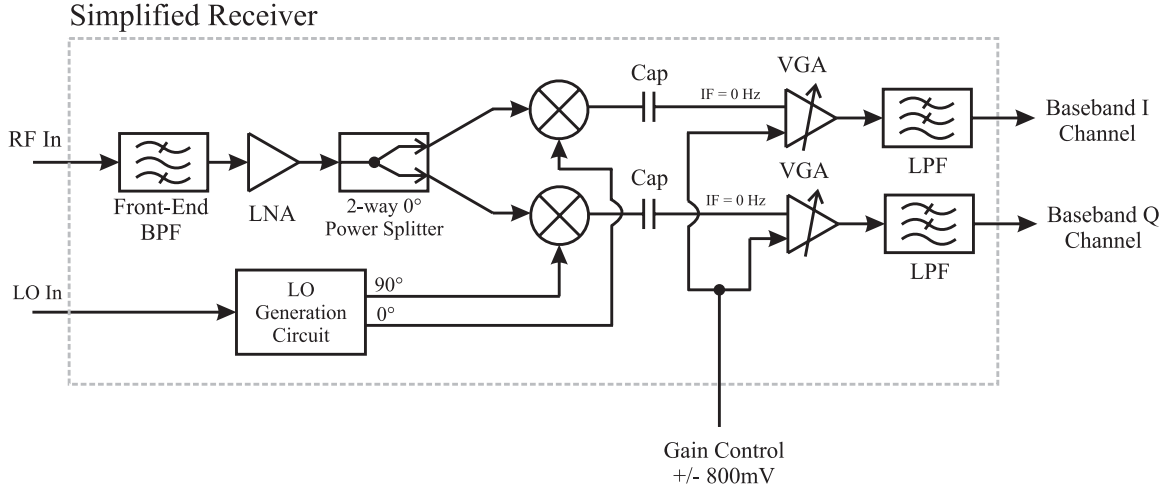 Simplified Receiver
RF In
Front-End
BPF
LNA
2-way 0°
Power Splitter
Cap
IF = 0 Hz
VGA
LPF
Baseband I
Channel
Cap
IF = 0 Hz
VGA
LPF
Baseband Q
Channel
LO In
LO
Generation
Circuit
90°
0°
Gain Control
+/- 800mV